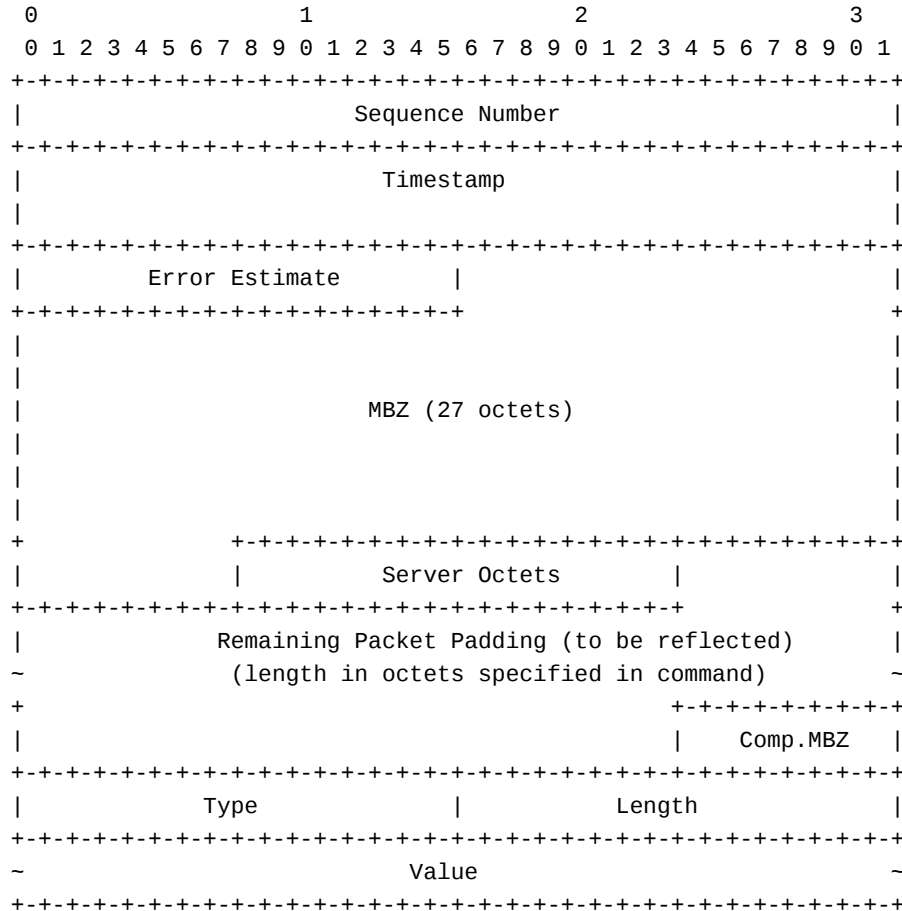 0                   1                   2                   3
 0 1 2 3 4 5 6 7 8 9 0 1 2 3 4 5 6 7 8 9 0 1 2 3 4 5 6 7 8 9 0 1
+-+-+-+-+-+-+-+-+-+-+-+-+-+-+-+-+-+-+-+-+-+-+-+-+-+-+-+-+-+-+-+-+
|                        Sequence Number                        |
+-+-+-+-+-+-+-+-+-+-+-+-+-+-+-+-+-+-+-+-+-+-+-+-+-+-+-+-+-+-+-+-+
|                          Timestamp                            |
|                                                               |
+-+-+-+-+-+-+-+-+-+-+-+-+-+-+-+-+-+-+-+-+-+-+-+-+-+-+-+-+-+-+-+-+
|         Error Estimate        |                               |
+-+-+-+-+-+-+-+-+-+-+-+-+-+-+-+-+                               +
|                                                               |
|                                                               |
|                         MBZ (27 octets)                       |
|                                                               |
|                                                               |
|                                                               |
+               +-+-+-+-+-+-+-+-+-+-+-+-+-+-+-+-+-+-+-+-+-+-+-+-+
|               |          Server Octets        |               |
+-+-+-+-+-+-+-+-+-+-+-+-+-+-+-+-+-+-+-+-+-+-+-+-+               +
|              Remaining Packet Padding (to be reflected)       |
~               (length in octets specified in command)         ~
+                                               +-+-+-+-+-+-+-+-+
|                                               |    Comp.MBZ   |
+-+-+-+-+-+-+-+-+-+-+-+-+-+-+-+-+-+-+-+-+-+-+-+-+-+-+-+-+-+-+-+-+
|             Type              |           Length              |
+-+-+-+-+-+-+-+-+-+-+-+-+-+-+-+-+-+-+-+-+-+-+-+-+-+-+-+-+-+-+-+-+
~                            Value                              ~
+-+-+-+-+-+-+-+-+-+-+-+-+-+-+-+-+-+-+-+-+-+-+-+-+-+-+-+-+-+-+-+-+